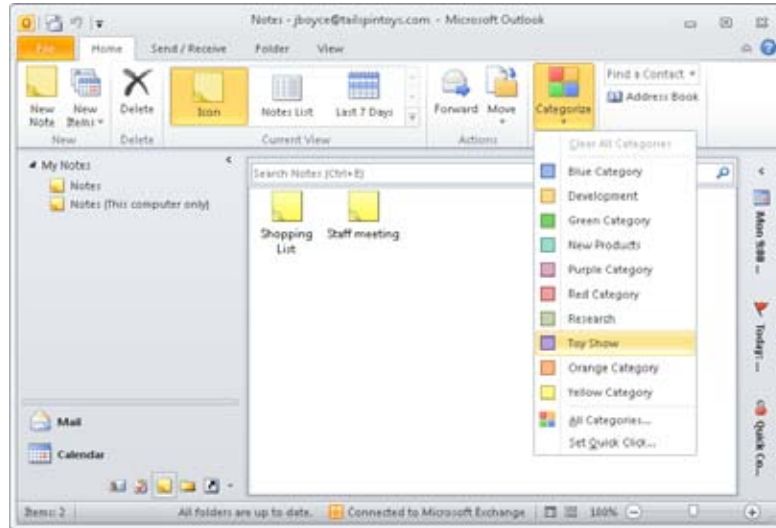 Notes - jboyce@tailspintoys.com - Microsoft Outlook
File Home Send / Receive Folder View
New Note
New Items
Delete
Icon
Notes List
Last 7 Days
Forward
Move
Categorize
Find a Contact
Address Book
New
Delete
Current View
Actions
My Notes
Notes
Notes (This computer only)
Search Notes (Ctrl+E)
Shopping List
Staff meeting
Clear All Categories
Blue Category
Development
Green Category
New Products
Purple Category
Red Category
Research
Toy Show
Orange Category
Yellow Category
All Categories...
Set Quick Click...
Mon 9:00 ...
Today: ...
Quick Co...
Mail
Calendar
Items: 2
All folders are up to date.
Connected to Microsoft Exchange
100%